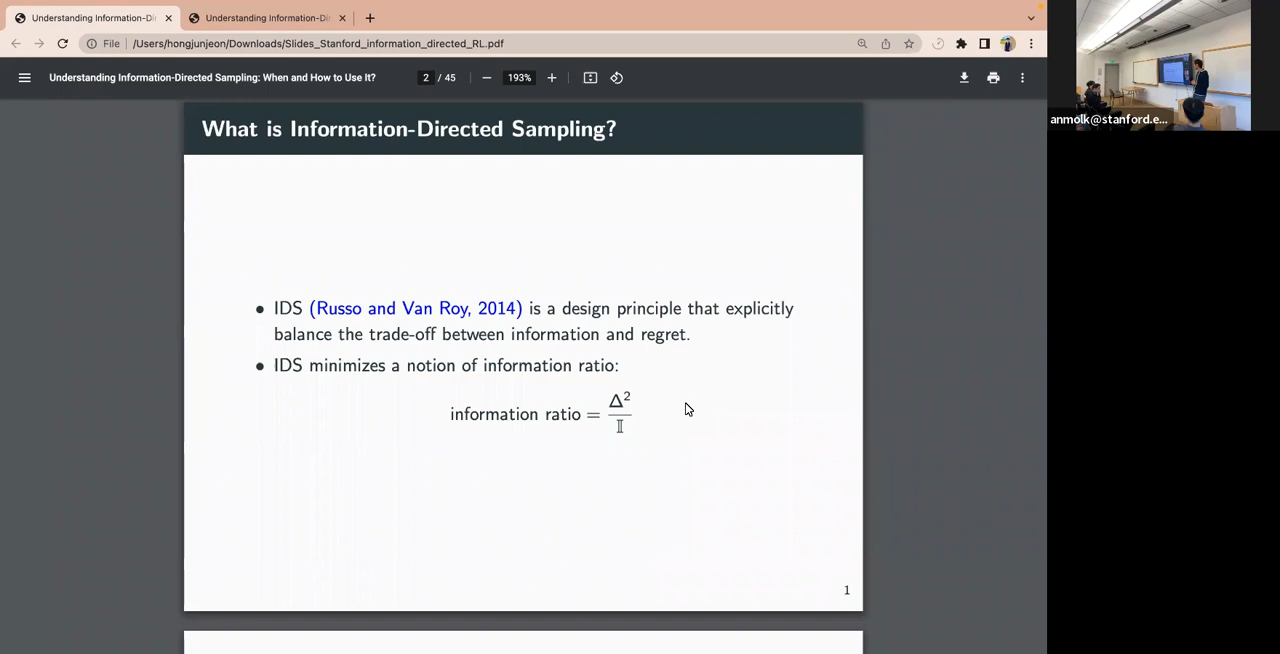 Understanding Information-Di
Understanding Information-Di
File
/Users/hongjunjeon/Downloads/Slides_Stanford_information_directed_RL.pdf
Understanding Information-Directed Sampling: When and How to Use It?
2 / 45
193%
anmolk@stanford.e...
What is Information-Directed Sampling?
• IDS (Russo and Van Roy, 2014) is a design principle that explicitly
balance the trade-off between information and regret.
• IDS minimizes a notion of information ratio:
information ratio = Δ² / 𝕀
1